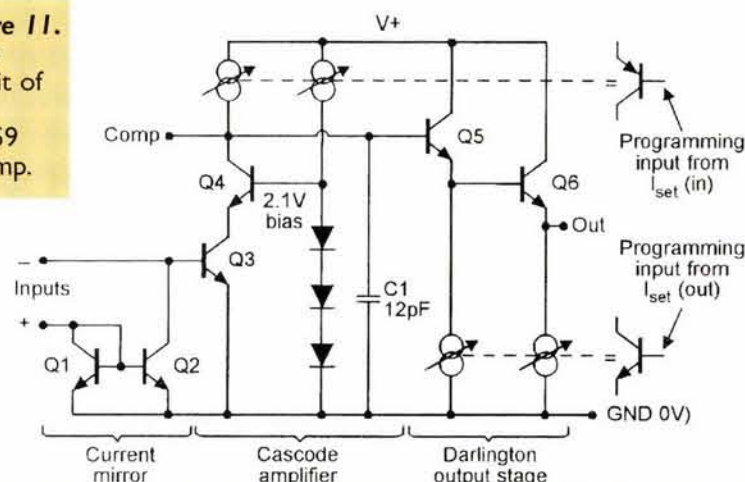 re 11.
it of
mp.
V+
Comp
Q5
Q4
Q6
2.1V
bias
Out
Q3
–
Inputs
+
C1
12pF
Q1
Q2
=
Programming
input from
Iset (in)
Programming
input from
Iset (out)
=
GND 0V)
Current
mirror
Cascode
amplifier
Darlington
output stage